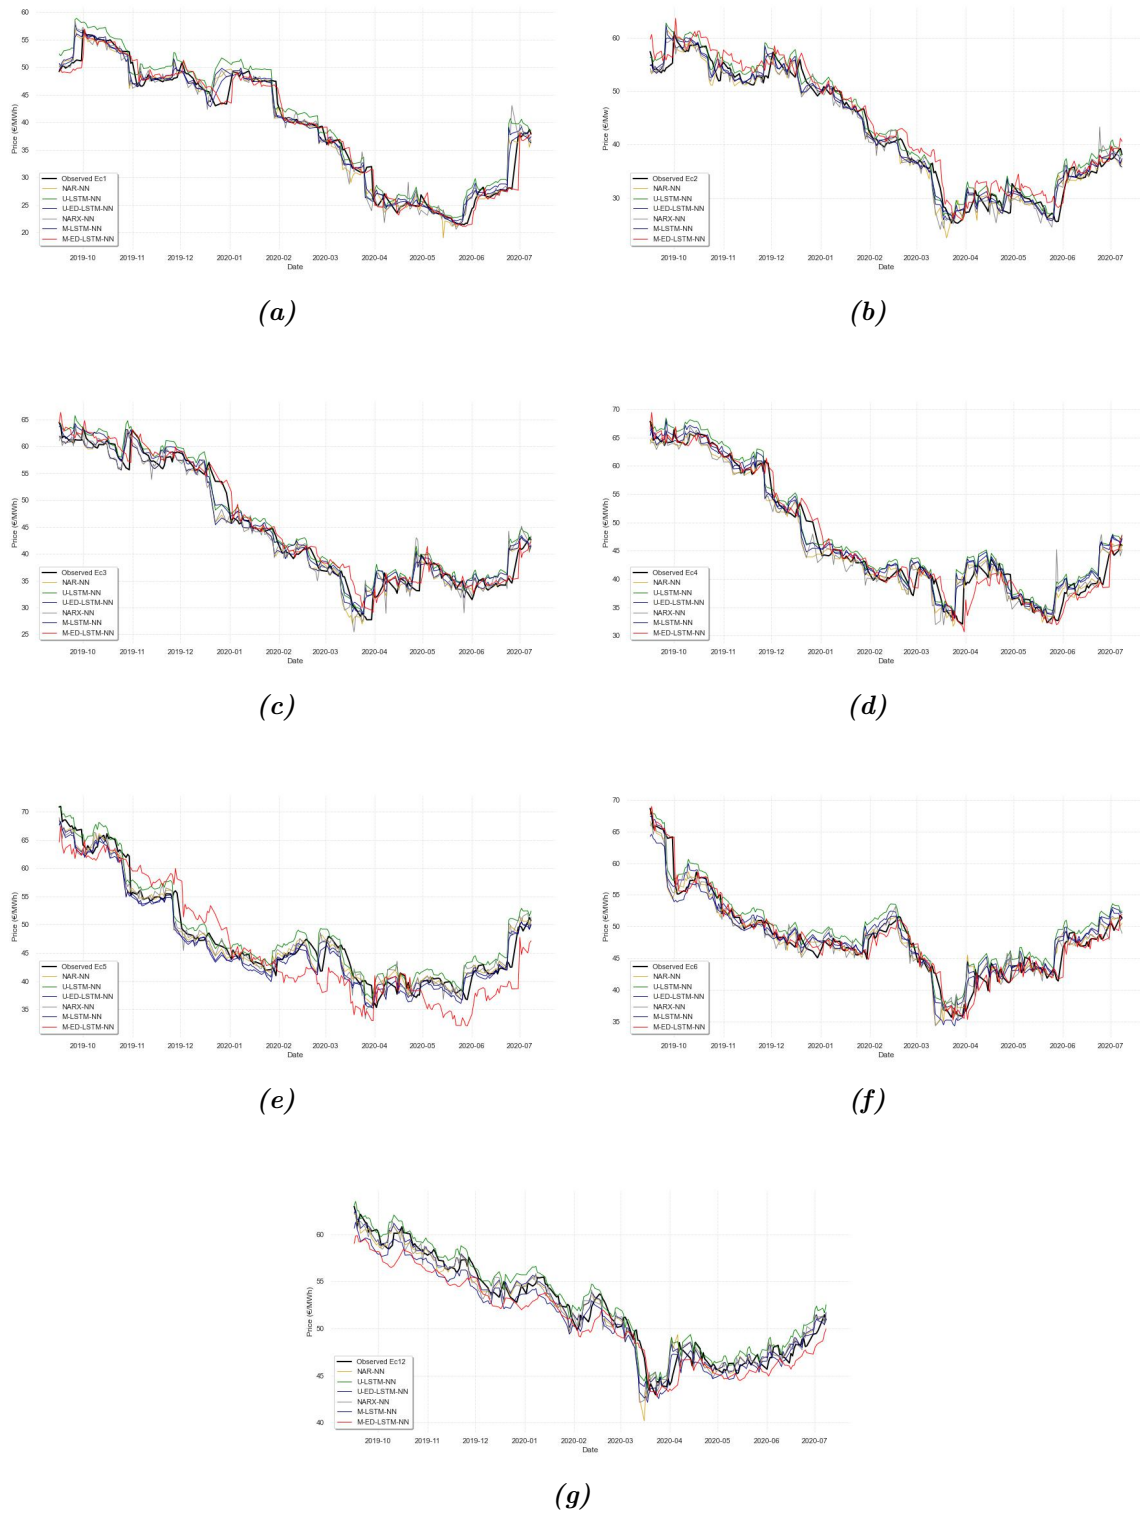 60
55
50
45
40
35
30
25
20
Price (€/MWh)
Observed Ec1
NAR-NN
U-LSTM-NN
U-ED-LSTM-NN
NARX-NN
M-LSTM-NN
M-ED-LSTM-NN
2019-10 2019-11 2019-12 2020-01 2020-02 2020-03 2020-04 2020-05 2020-06 2020-07
Date
(a)
60
50
40
30
Price (€/Mw)
Observed Ec2
NAR-NN
U-LSTM-NN
U-ED-LSTM-NN
NARX-NN
M-LSTM-NN
M-ED-LSTM-NN
2019-10 2019-11 2019-12 2020-01 2020-02 2020-03 2020-04 2020-05 2020-06 2020-07
Date
(b)
65
60
55
50
45
40
35
30
25
Price (€/MWh)
Observed Ec3
NAR-NN
U-LSTM-NN
U-ED-LSTM-NN
NARX-NN
M-LSTM-NN
M-ED-LSTM-NN
2019-10 2019-11 2019-12 2020-01 2020-02 2020-03 2020-04 2020-05 2020-06 2020-07
Date
(c)
70
65
60
55
50
45
40
35
30
Price (€/MWh)
Observed Ec4
NAR-NN
U-LSTM-NN
U-ED-LSTM-NN
NARX-NN
M-LSTM-NN
M-ED-LSTM-NN
2019-10 2019-11 2019-12 2020-01 2020-02 2020-03 2020-04 2020-05 2020-06 2020-07
Date
(d)
70
65
60
55
50
45
40
35
Price (€/MWh)
Observed Ec5
NAR-NN
U-LSTM-NN
U-ED-LSTM-NN
NARX-NN
M-LSTM-NN
M-ED-LSTM-NN
2019-10 2019-11 2019-12 2020-01 2020-02 2020-03 2020-04 2020-05 2020-06 2020-07
Date
(e)
70
65
60
55
50
45
40
35
Price (€/MWh)
Observed Ec6
NAR-NN
U-LSTM-NN
U-ED-LSTM-NN
NARX-NN
M-LSTM-NN
M-ED-LSTM-NN
2019-10 2019-11 2019-12 2020-01 2020-02 2020-03 2020-04 2020-05 2020-06 2020-07
Date
(f)
60
55
50
45
40
Price (€/MWh)
Observed Ec12
NAR-NN
U-LSTM-NN
U-ED-LSTM-NN
NARX-NN
M-LSTM-NN
M-ED-LSTM-NN
2019-10 2019-11 2019-12 2020-01 2020-02 2020-03 2020-04 2020-05 2020-06 2020-07
Date
(g)